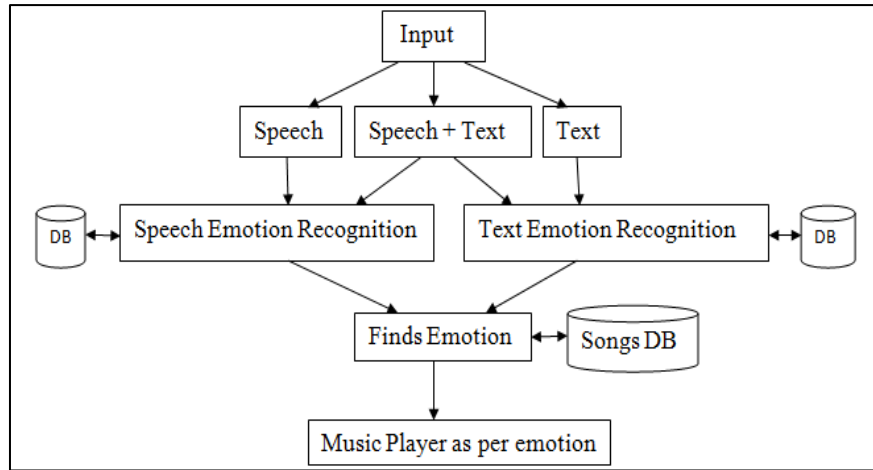 Input
Speech
Speech + Text
Text
DB
Speech Emotion Recognition
Text Emotion Recognition
DB
Finds Emotion
Songs DB
Music Player as per emotion